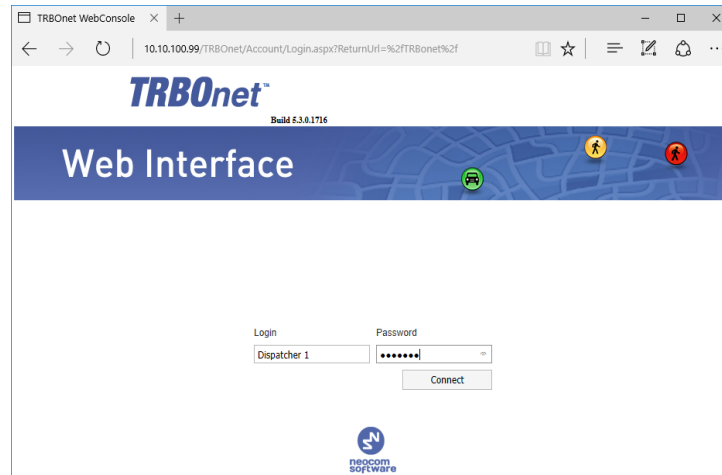 TRBOnet WebConsole
10.10.100.99/TRBOnet/Account/Login.aspx?ReturnUrl=%2fTRBonet%2f
TRBOnet™
Build 5.3.0.1716
Web Interface
Login Password
Dispatcher 1 •••••••
Connect
neocom
software